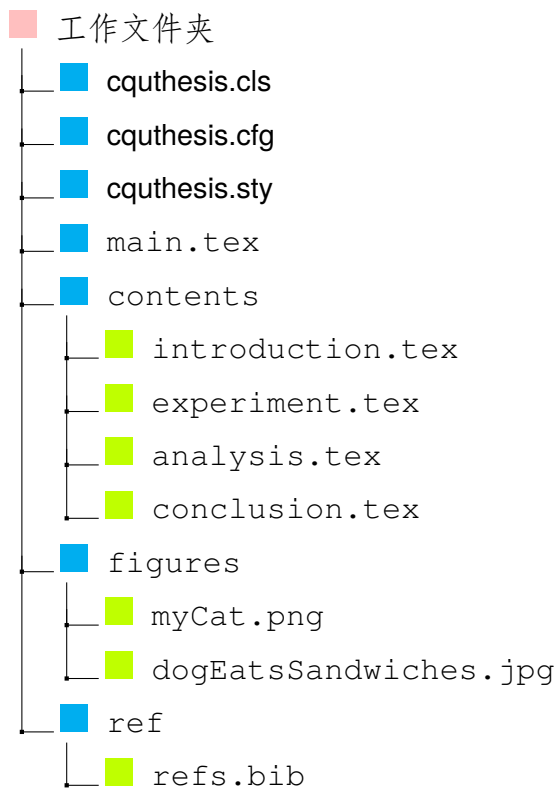 工作文件夹
cquthesis.cls
cquthesis.cfg
cquthesis.sty
main.tex
contents
introduction.tex
experiment.tex
analysis.tex
conclusion.tex
figures
myCat.png
dogEatsSandwiches.jpg
ref
refs.bib